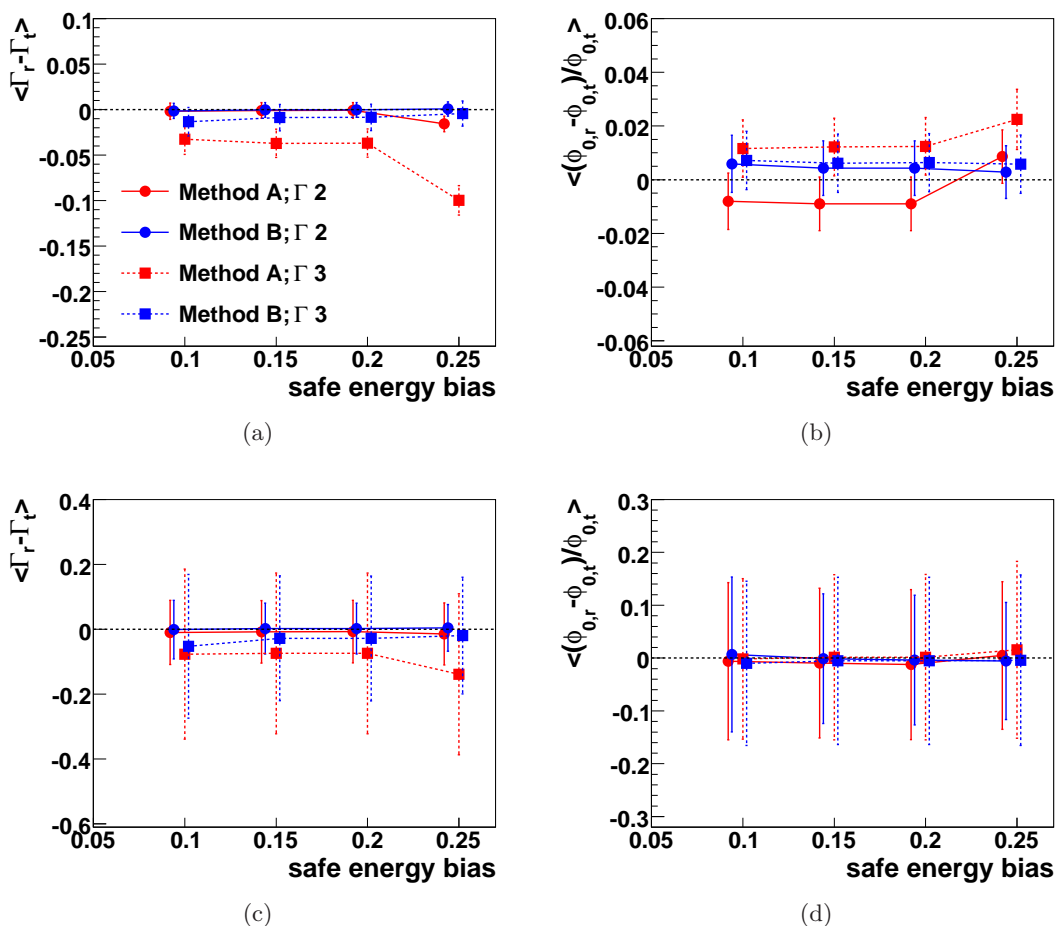 <Γr-Γt>
0.1
0.05
0
-0.05
-0.1
-0.15
-0.2
-0.25
Method A; Γ 2
Method B; Γ 2
Method A; Γ 3
Method B; Γ 3
0.05 0.1 0.15 0.2 0.25
safe energy bias
(a)
<(ϕ0,r-ϕ0,t)/ϕ0,t>
0.06
0.04
0.02
0
-0.02
-0.04
-0.06
0.05 0.1 0.15 0.2 0.25
safe energy bias
(b)
<Γr-Γt>
0.4
0.2
0
-0.2
-0.4
-0.6
0.05 0.1 0.15 0.2 0.25
safe energy bias
(c)
<(ϕ0,r-ϕ0,t)/ϕ0,t>
0.3
0.2
0.1
0
-0.1
-0.2
-0.3
0.05 0.1 0.15 0.2 0.25
safe energy bias
(d)